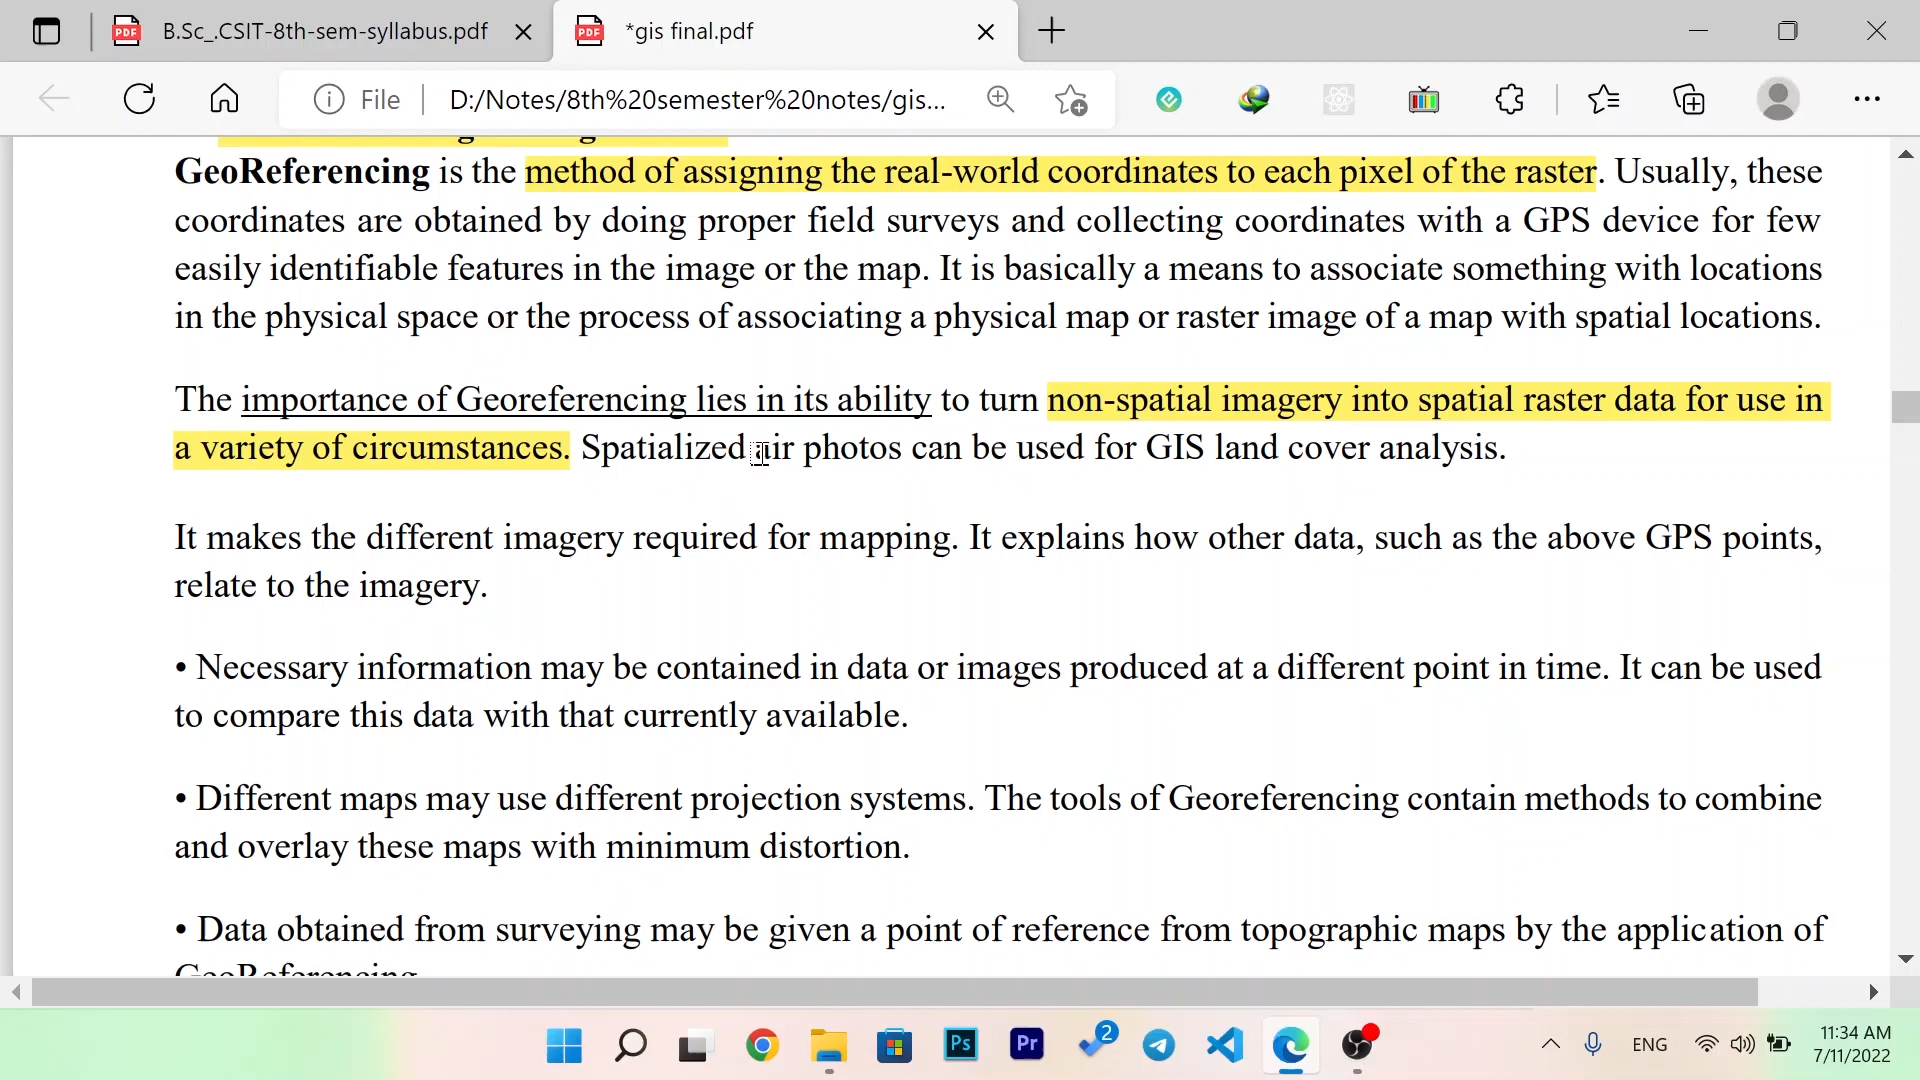 B.Sc_.CSIT-8th-sem-syllabus.pdf
*gis final.pdf
File
D:/Notes/8th%20semester%20notes/gis...
GeoReferencing is the method of assigning the real-world coordinates to each pixel of the raster. Usually, these
coordinates are obtained by doing proper field surveys and collecting coordinates with a GPS device for few
easily identifiable features in the image or the map. It is basically a means to associate something with locations
in the physical space or the process of associating a physical map or raster image of a map with spatial locations.
The importance of Georeferencing lies in its ability to turn non-spatial imagery into spatial raster data for use in
a variety of circumstances. Spatialized air photos can be used for GIS land cover analysis.
It makes the different imagery required for mapping. It explains how other data, such as the above GPS points,
relate to the imagery.
• Necessary information may be contained in data or images produced at a different point in time. It can be used
to compare this data with that currently available.
• Different maps may use different projection systems. The tools of Georeferencing contain methods to combine
and overlay these maps with minimum distortion.
• Data obtained from surveying may be given a point of reference from topographic maps by the application of
GeoReferencing
Ps
Pr
2
ENG
11:34 AM
7/11/2022